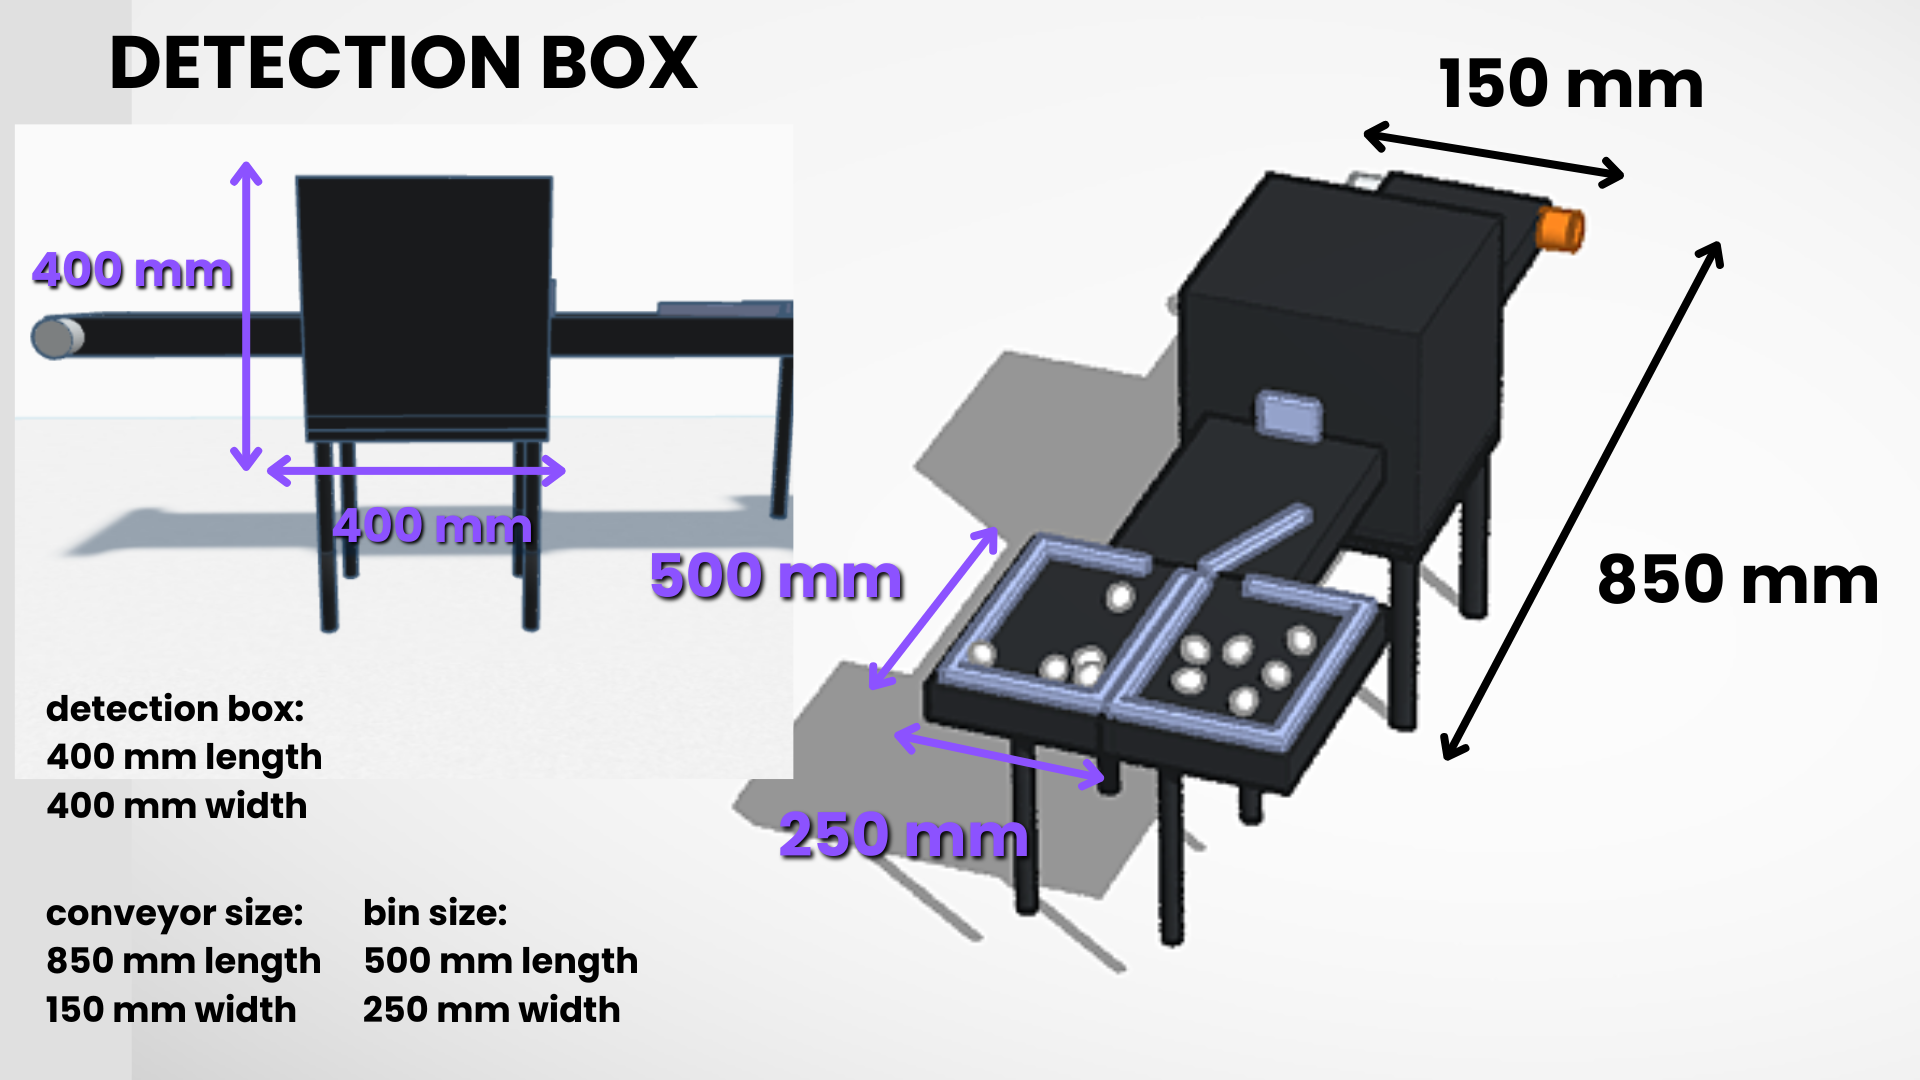 DETECTION BOX
150 mm
400 mm
400 mm
500 mm
850 mm
250 mm
detection box:
400 mm length
400 mm width
conveyor size:
850 mm length
150 mm width
bin size:
500 mm length
250 mm width